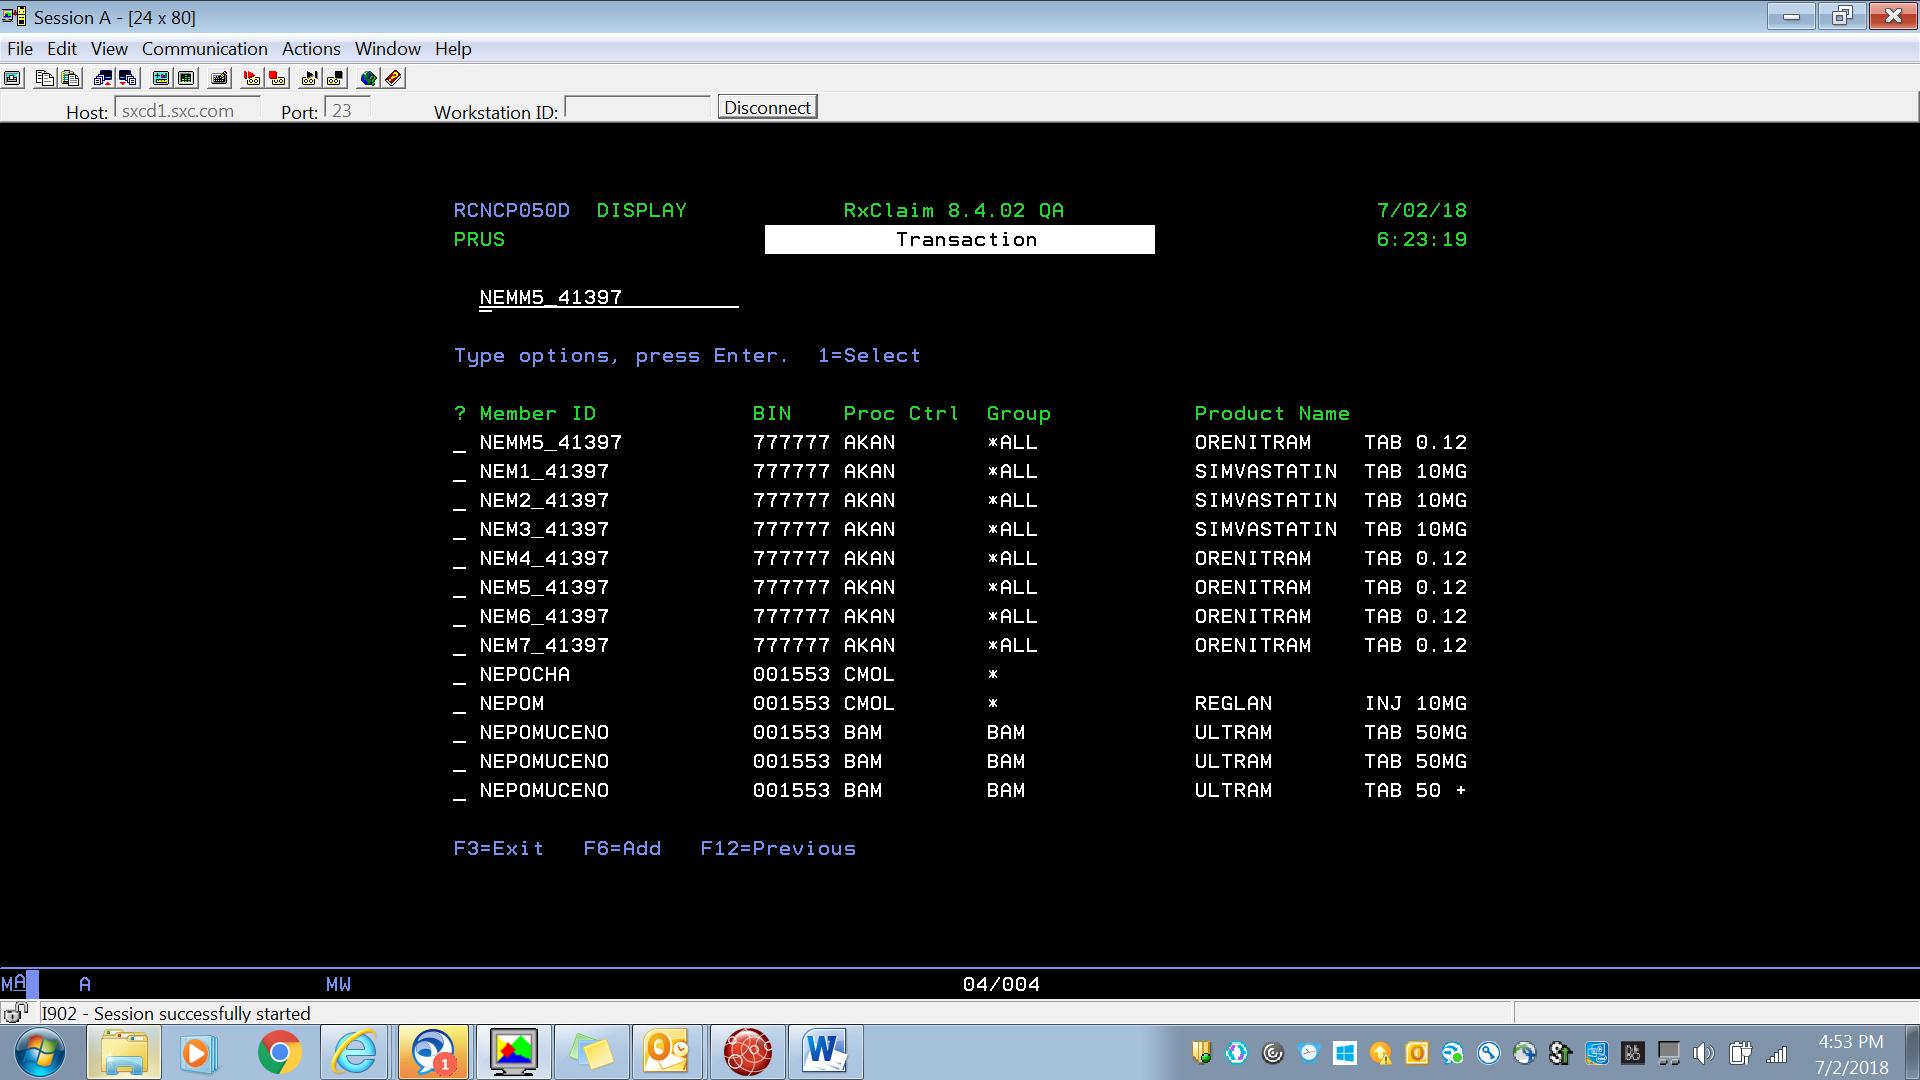 Session A - [24 x 80]
File Edit View Communication Actions Window Help
Host: sxcd1.sxc.com Port: 23 Workstation ID: Disconnect
RCNCP050D DISPLAY RxClaim 8.4.02 QA 7/02/18
PRUS Transaction 6:23:19
NEMM5_41397
Type options, press Enter. 1=Select
? Member ID BIN Proc Ctrl Group Product Name
_ NEMM5_41397 777777 AKAN *ALL ORENITRAM TAB 0.12
_ NEM1_41397 777777 AKAN *ALL SIMVASTATIN TAB 10MG
_ NEM2_41397 777777 AKAN *ALL SIMVASTATIN TAB 10MG
_ NEM3_41397 777777 AKAN *ALL SIMVASTATIN TAB 10MG
_ NEM4_41397 777777 AKAN *ALL ORENITRAM TAB 0.12
_ NEM5_41397 777777 AKAN *ALL ORENITRAM TAB 0.12
_ NEM6_41397 777777 AKAN *ALL ORENITRAM TAB 0.12
_ NEM7_41397 777777 AKAN *ALL ORENITRAM TAB 0.12
_ NEPOCHA 001553 CMOL *
_ NEPOM 001553 CMOL * REGLAN INJ 10MG
_ NEPOMUCENO 001553 BAM BAM ULTRAM TAB 50MG
_ NEPOMUCENO 001553 BAM BAM ULTRAM TAB 50MG
_ NEPOMUCENO 001553 BAM BAM ULTRAM TAB 50 +
F3=Exit F6=Add F12=Previous
MA A MW 04/004
I902 - Session successfully started
1
4:53 PM
7/2/2018